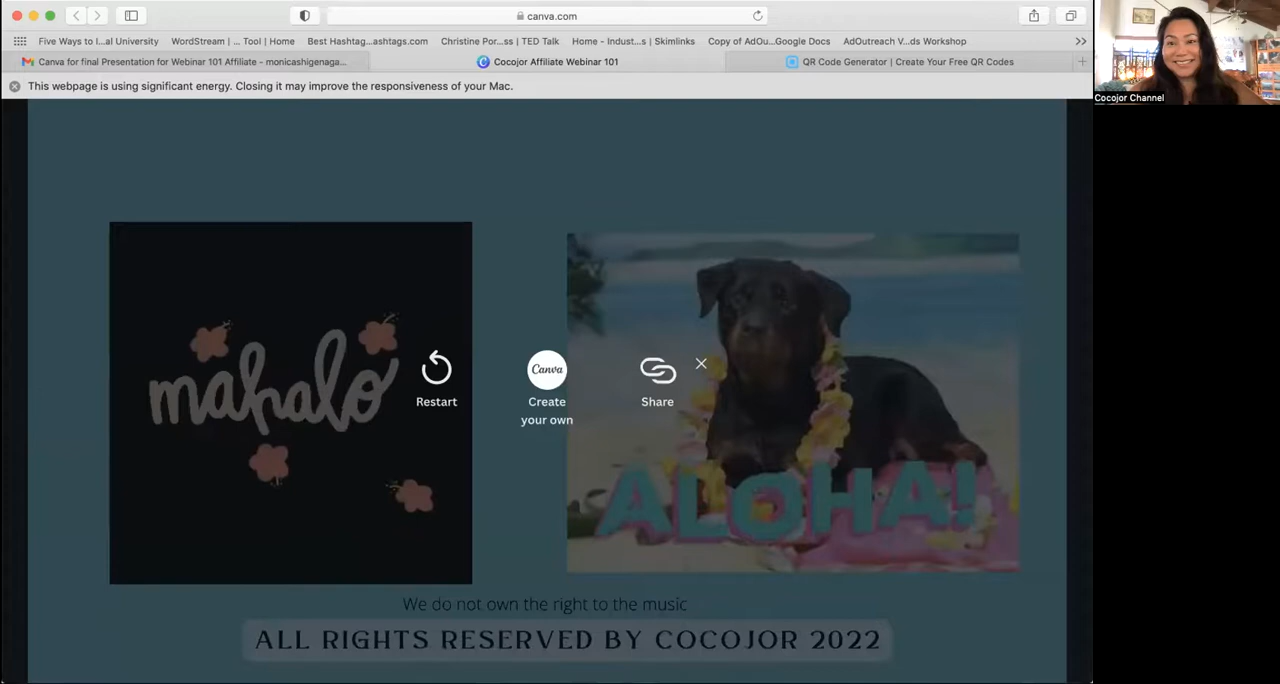 canva.com
Five Ways to I...al University
WordStream | ... Tool | Home
Best Hashtag...ashtags.com
Christine Por...ss | TED Talk
Home - Indust...s | Skimlinks
Copy of AdOu...Google Docs
AdOutreach V...ds Workshop
Canva for final Presentation for Webinar 101 Affiliate - monicashigenaga...
Cocojor Affiliate Webinar 101
QR Code Generator | Create Your Free QR Codes
This webpage is using significant energy. Closing it may improve the responsiveness of your Mac.
Cocojor Channel
mahalo
Restart
Canva
Create
your own
Share
ALOHA!
We do not own the right to the music
ALL RIGHTS RESERVED BY COCOJOR 2022